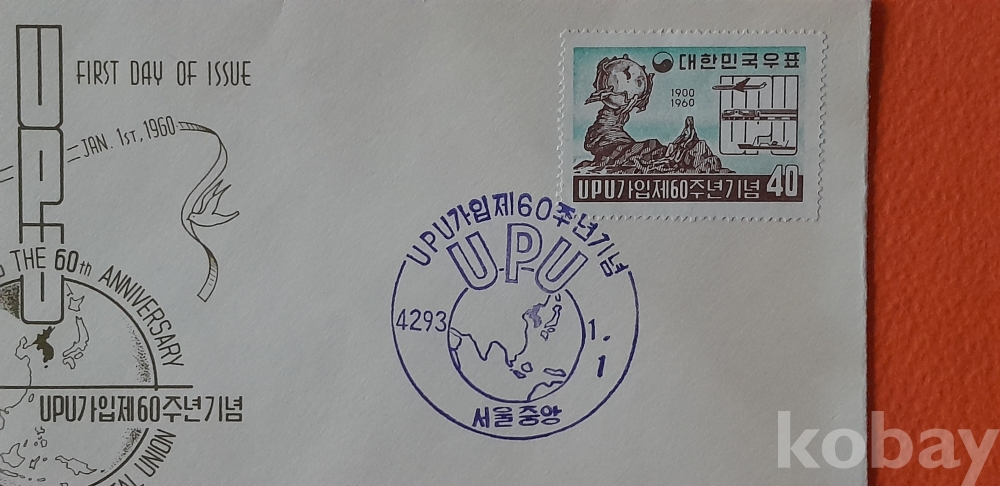 UPU
FIRST DAY OF ISSUE
JAN. 1ST, 1960
THE 60th ANNIVERSARY
UPU가입제60주년기념
UNION
대한민국우표
1900
1960
UPU가입제60주년기념 40
UPU가입제60주년기념
UPU
4293
1.1
서울중앙
kobay